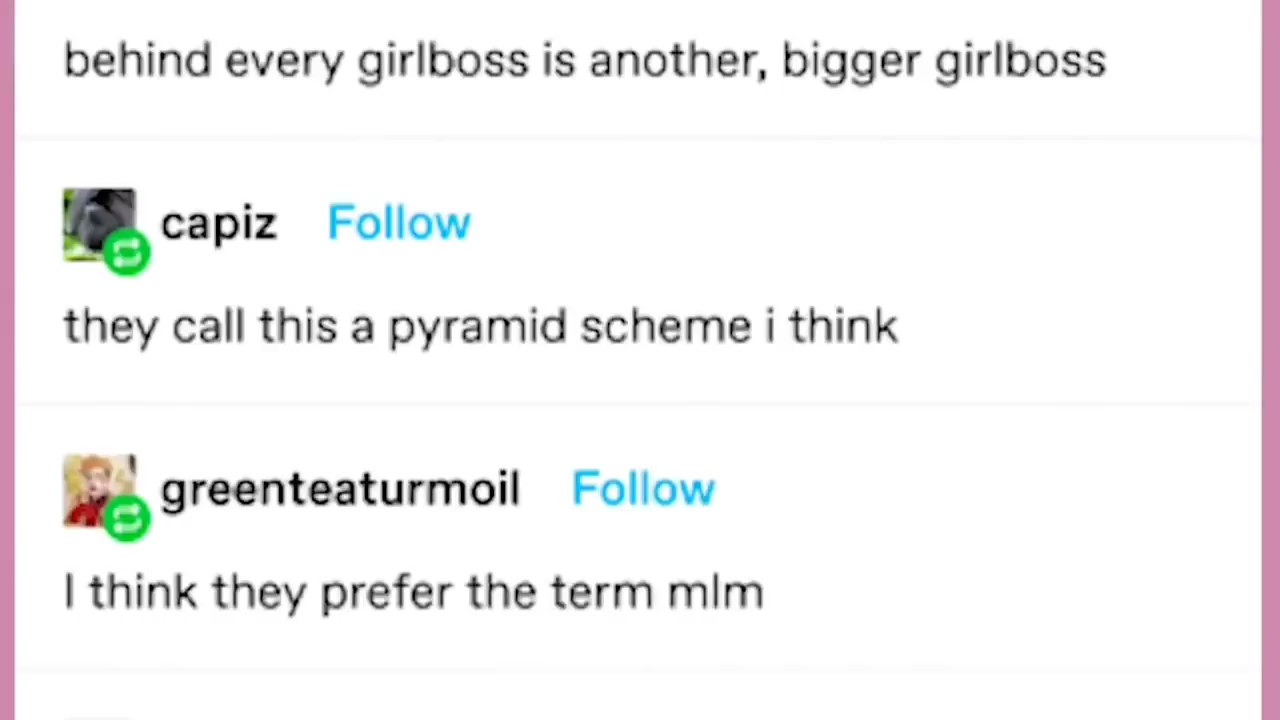 behind every girlboss is another, bigger girlboss
capiz Follow
they call this a pyramid scheme i think
greenteaturmoil Follow
I think they prefer the term mlm